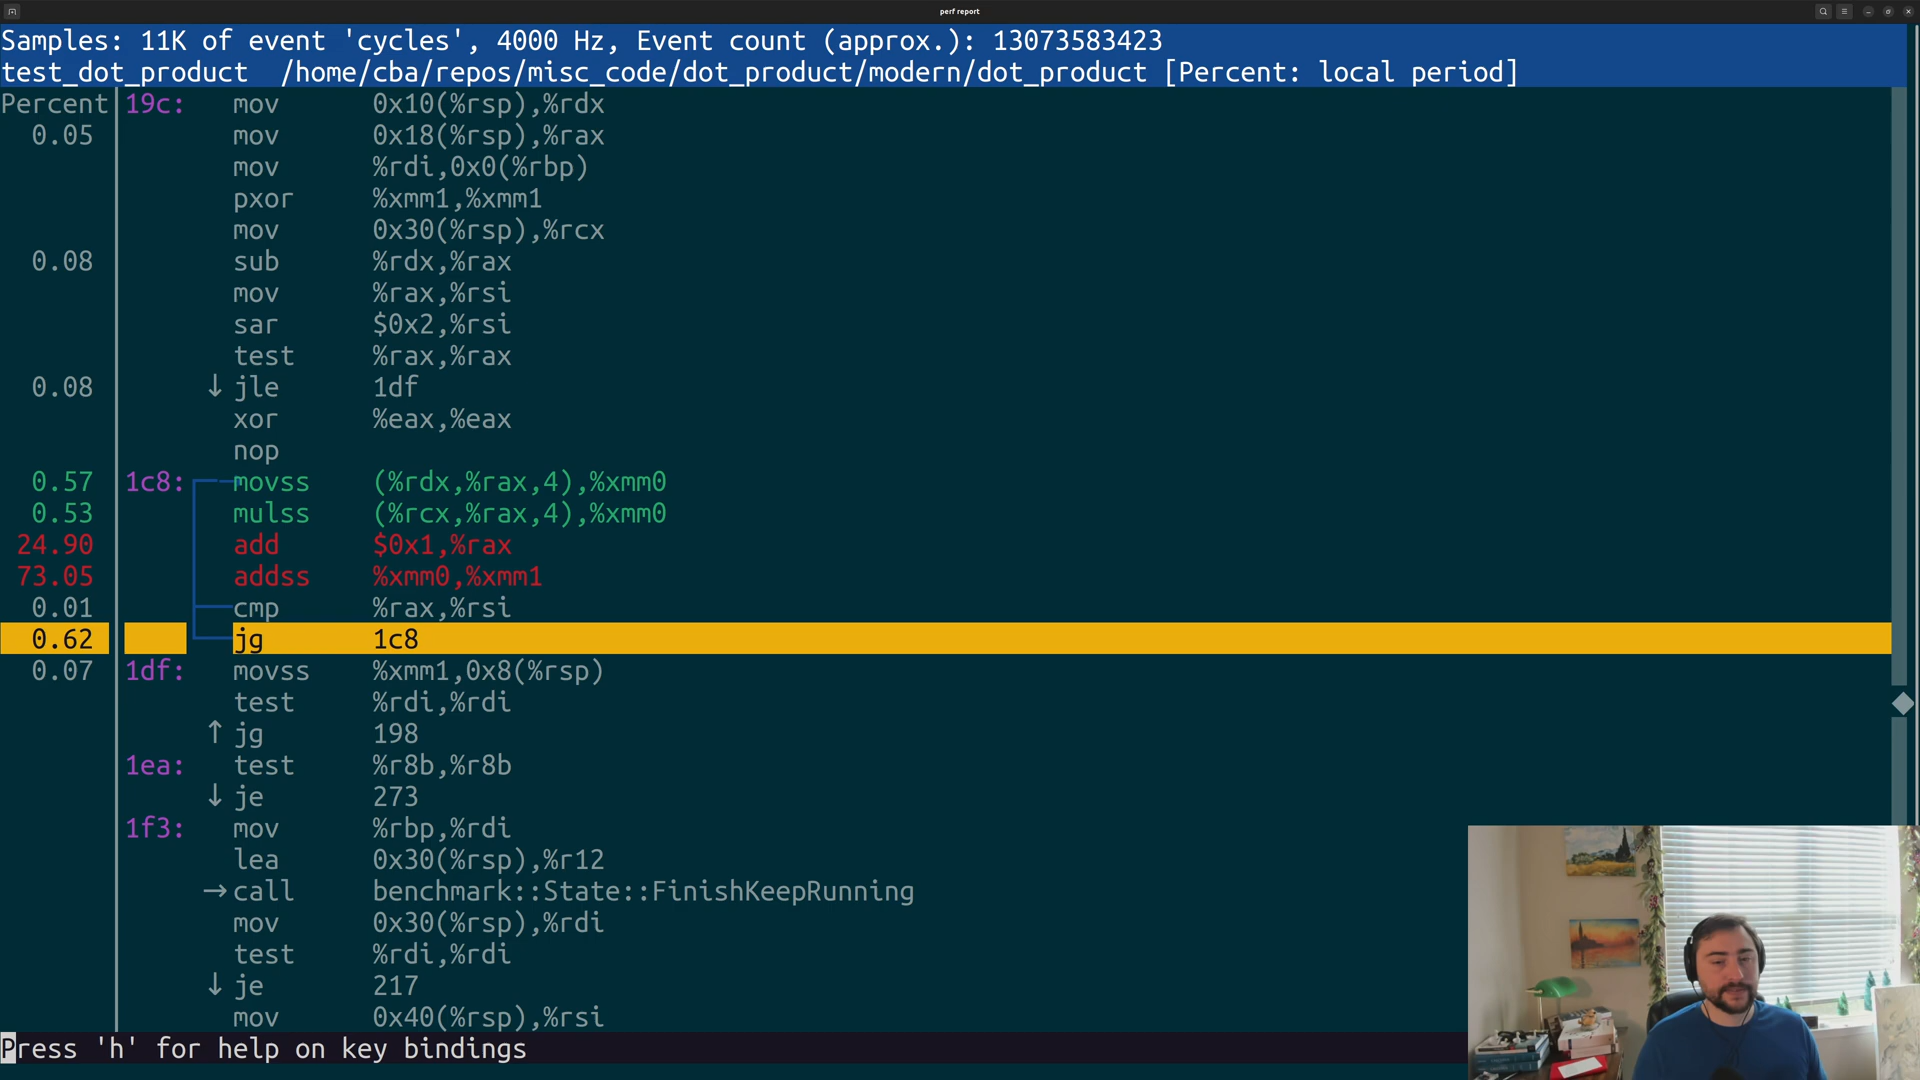 perf report
Samples: 11K of event 'cycles', 4000 Hz, Event count (approx.): 13073583423
test_dot_product /home/cba/repos/misc_code/dot_product/modern/dot_product [Percent: local period]
Percent 19c: mov 0x10(%rsp),%rdx
0.05 mov 0x18(%rsp),%rax
mov %rdi,0x0(%rbp)
pxor %xmm1,%xmm1
mov 0x30(%rsp),%rcx
0.08 sub %rdx,%rax
mov %rax,%rsi
sar $0x2,%rsi
test %rax,%rax
0.08 ↓ jle 1df
xor %eax,%eax
nop
0.57 1c8: movss (%rdx,%rax,4),%xmm0
0.53 mulss (%rcx,%rax,4),%xmm0
24.90 add $0x1,%rax
73.05 addss %xmm0,%xmm1
0.01 cmp %rax,%rsi
0.62 jg 1c8
0.07 1df: movss %xmm1,0x8(%rsp)
test %rdi,%rdi
↑ jg 198
1ea: test %r8b,%r8b
↓ je 273
1f3: mov %rbp,%rdi
lea 0x30(%rsp),%r12
→ call benchmark::State::FinishKeepRunning
mov 0x30(%rsp),%rdi
test %rdi,%rdi
↓ je 217
mov 0x40(%rsp),%rsi
Press 'h' for help on key bindings